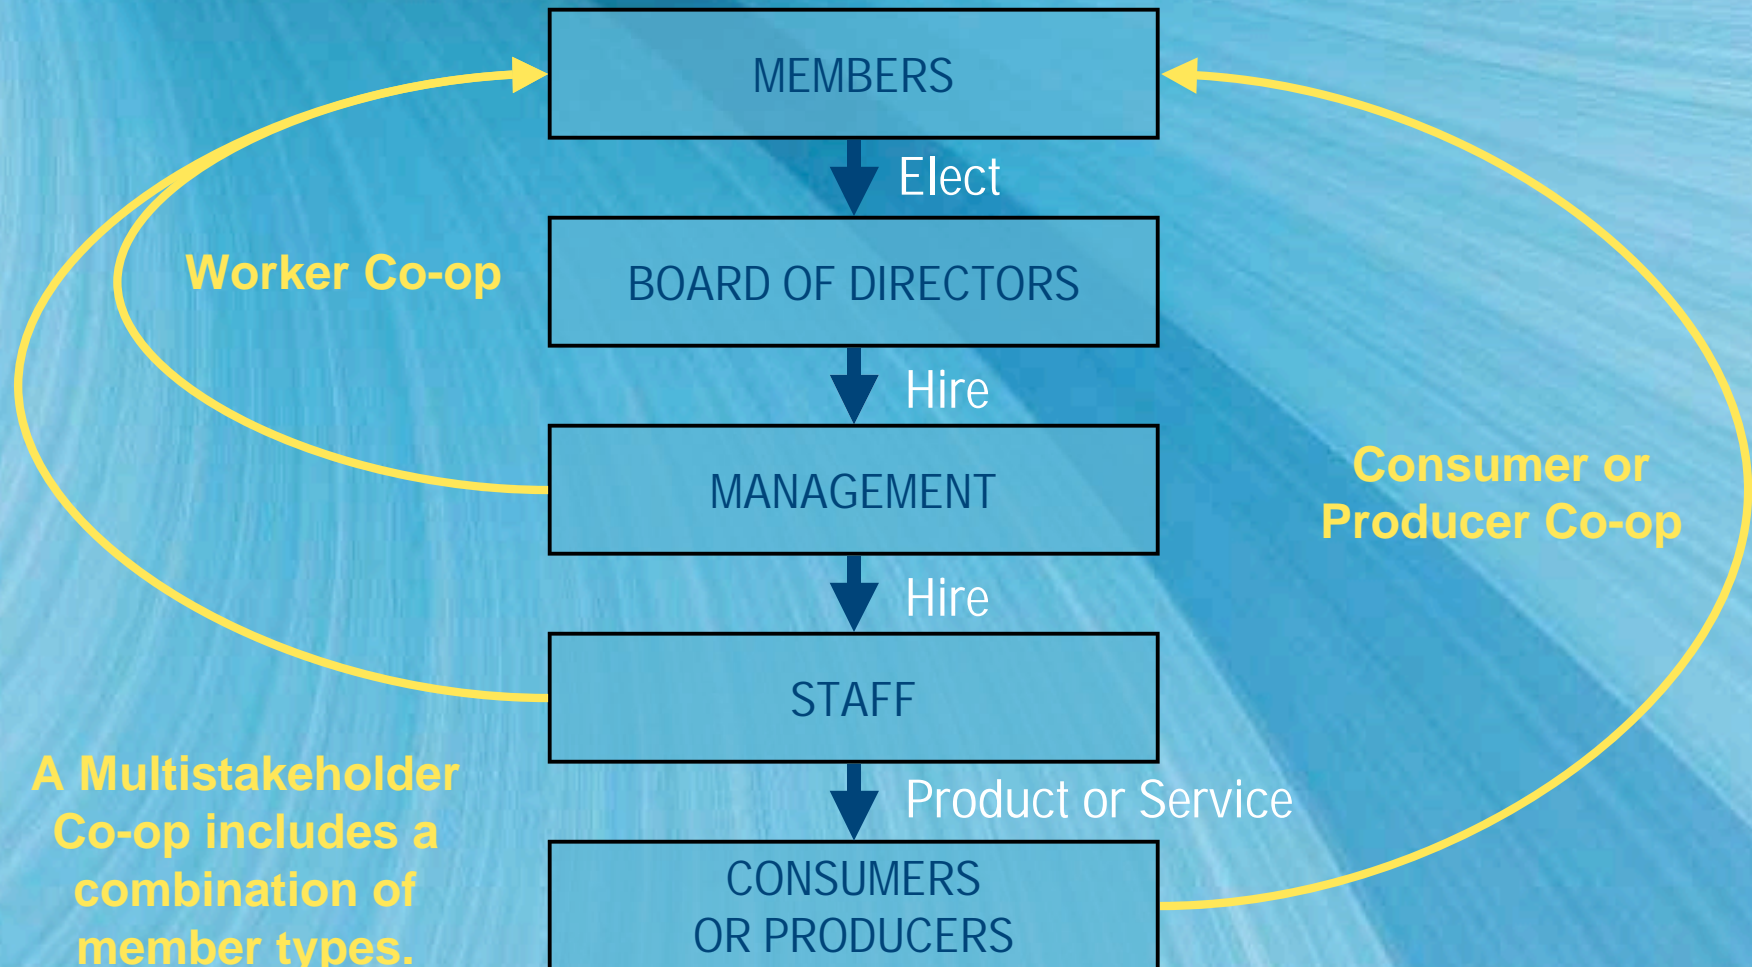 MEMBERS
Elect
Worker Co-op
BOARD OF DIRECTORS
Hire
MANAGEMENT
Consumer or
Producer Co-op
Hire
STAFF
A Multistakeholder
Co-op includes a
combination of
member types.
Product or Service
CONSUMERS
OR PRODUCERS